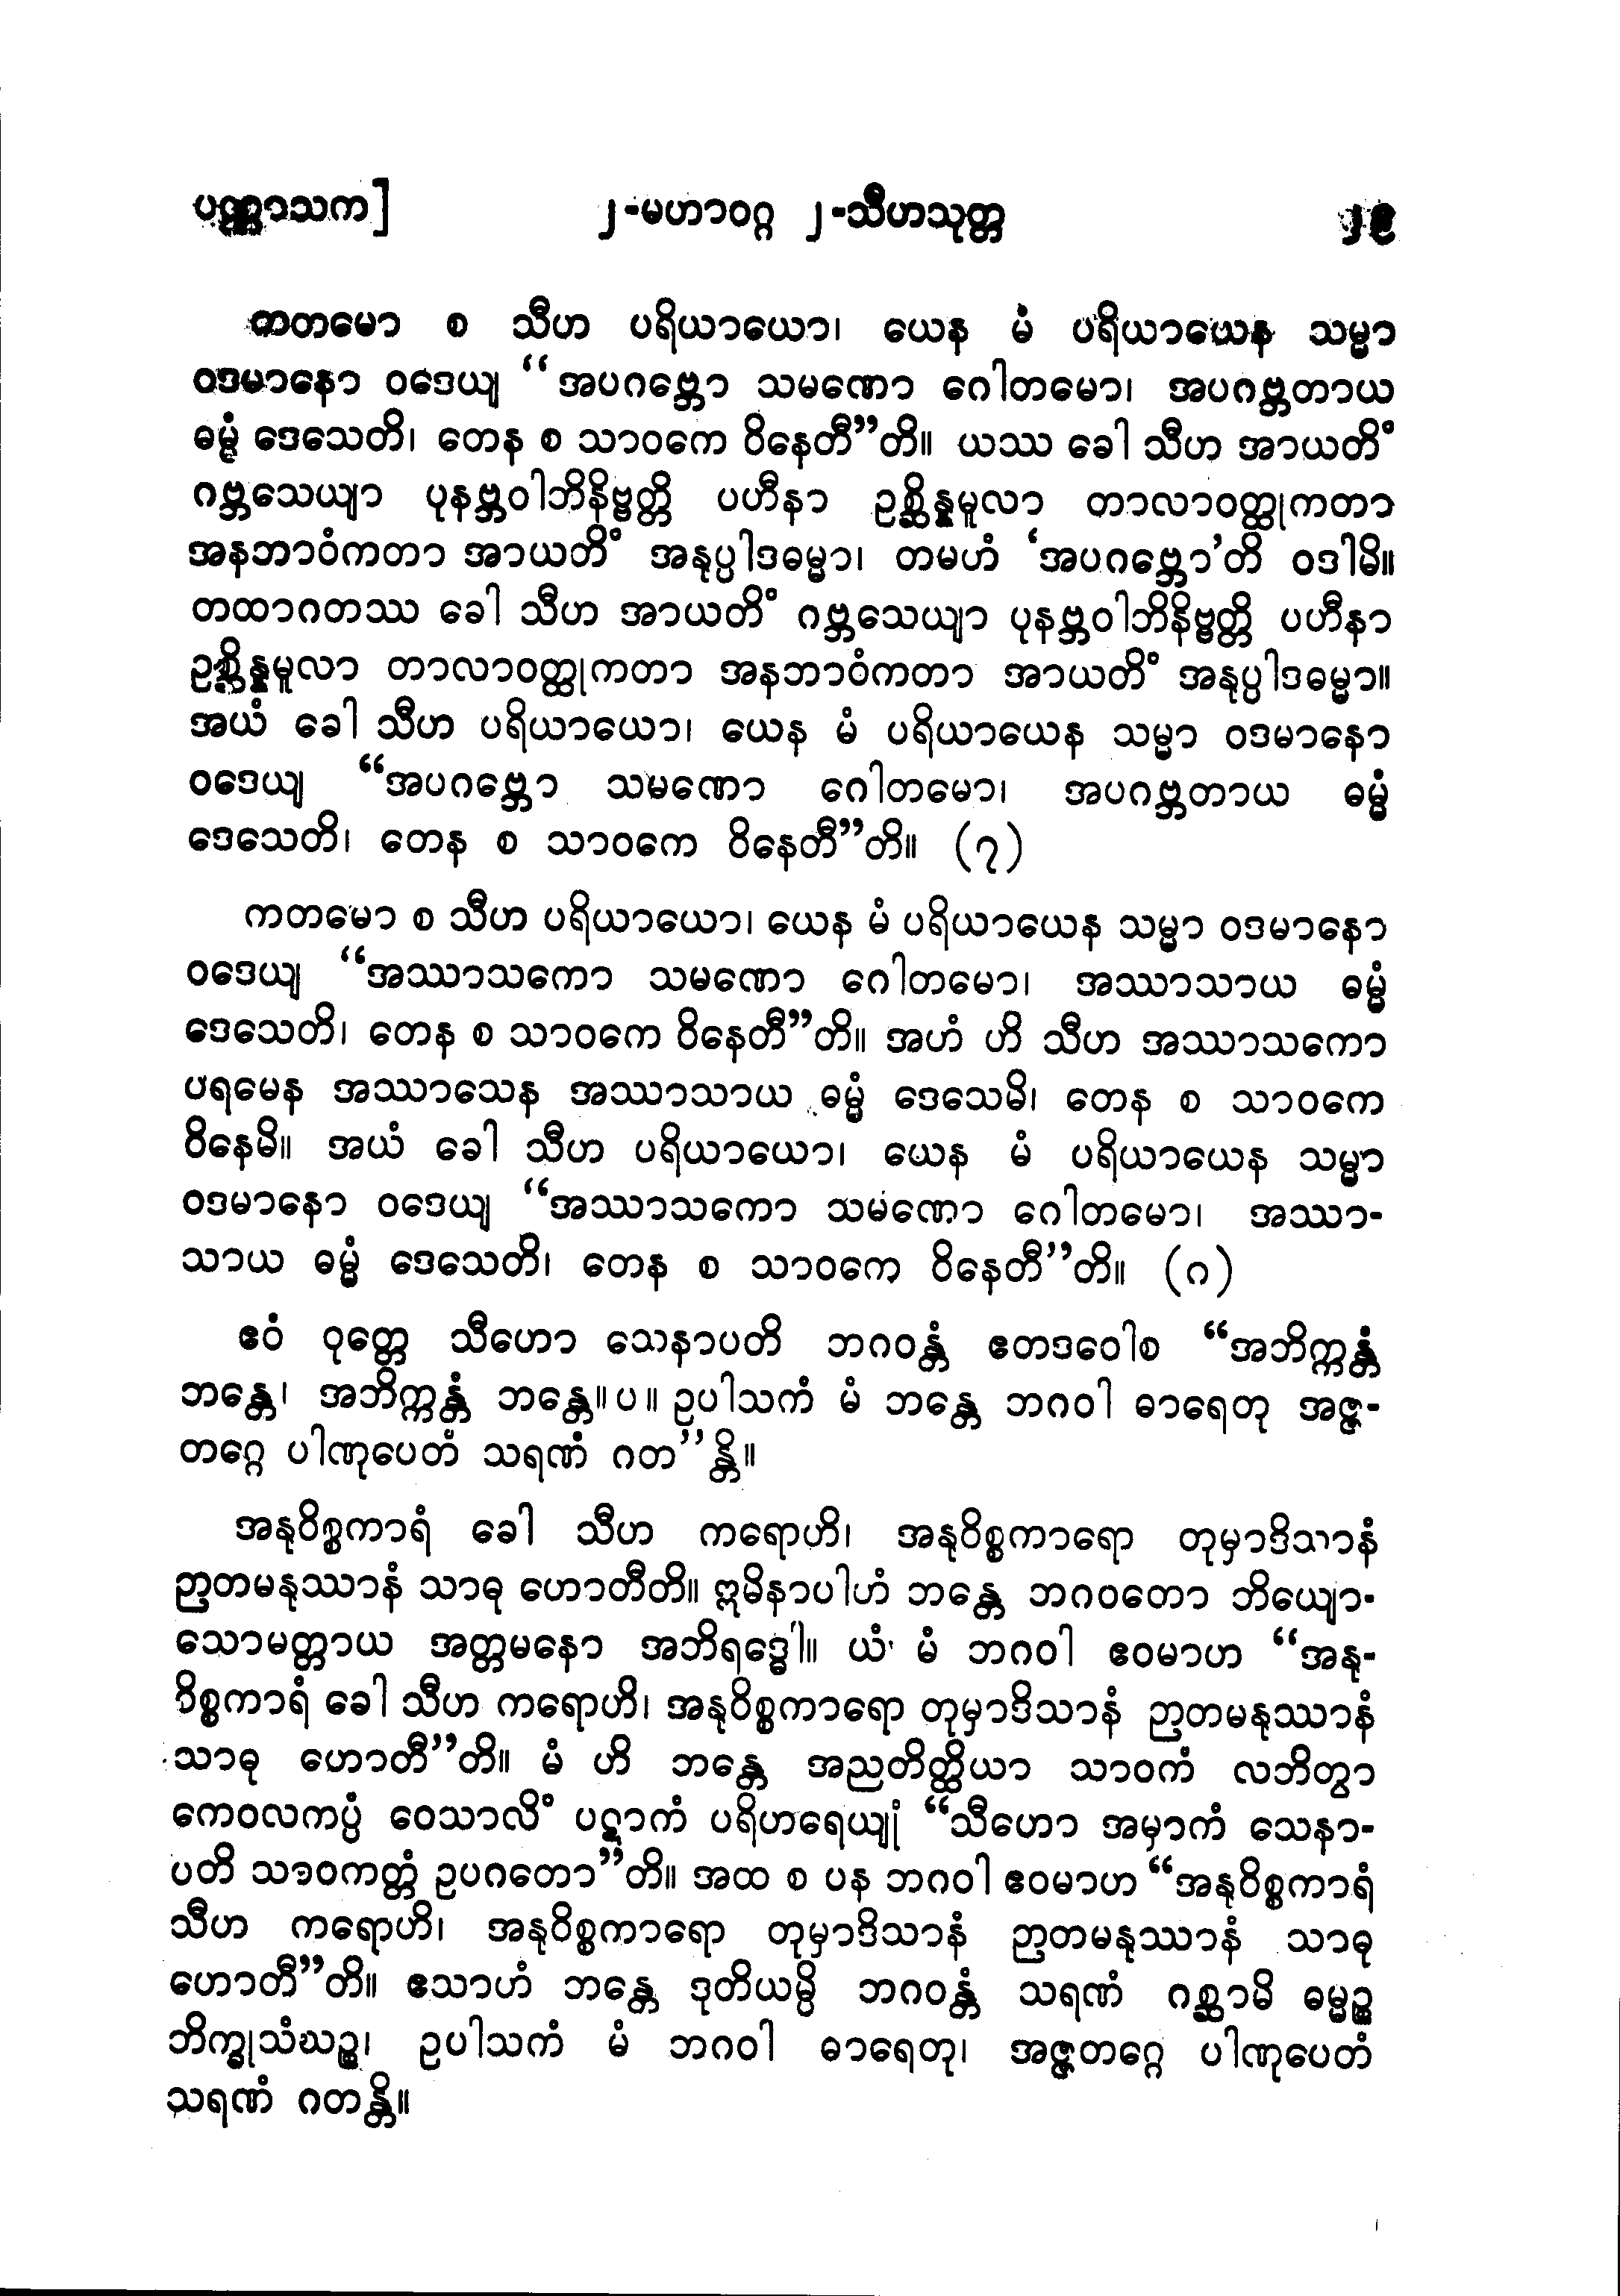 ပဏ္ဏာသက] ၂-မဟာဝဂ္ဂ ၂-သီဟသုတ္တ
ကတမော စ သီဟ ပရိယာယော၊ ယေန မံ ပရိယာယေန သမ္မာ
ဝဒမာနော ဝဒေယျ “အပဂဗ္ဘော သမဏော ဂေါတမော၊ အပဂဗ္ဘတာယ
ဓမ္မံ ဒေသေတိ၊ တေန စ သာဝကေ ဝိနေတီ”တိ။ ယဿ ခေါ သီဟ အာယတိံ
ဂဗ္ဘသေယျာ ပုနဗ္ဘဝါဘိနိဗ္ဗတ္တိ ပဟီနာ ဥစ္ဆိန္နမူလာ တာလာဝတ္ထုကတာ
အနဘာဝံကတာ အာယတိံ အနုပ္ပါဒဓမ္မာ၊ တမဟံ ‘အပဂဗ္ဘော’တိ ဝဒါမိ။
တထာဂတဿ ခေါ သီဟ အာယတိံ ဂဗ္ဘသေယျာ ပုနဗ္ဘဝါဘိနိဗ္ဗတ္တိ ပဟီနာ
ဥစ္ဆိန္နမူလာ တာလာဝတ္ထုကတာ အနဘာဝံကတာ အာယတိံ အနုပ္ပါဒဓမ္မာ။
အယံ ခေါ သီဟ ပရိယာယော၊ ယေန မံ ပရိယာယေန သမ္မာ ဝဒမာနော
ဝဒေယျ “အပဂဗ္ဘော သမဏော ဂေါတမော၊ အပဂဗ္ဘတာယ ဓမ္မံ
ဒေသေတိ၊ တေန စ သာဝကေ ဝိနေတီ”တိ။ (၇)
ကတမော စ သီဟ ပရိယာယော၊ ယေန မံ ပရိယာယေန သမ္မာ ဝဒမာနော
ဝဒေယျ “အဿာသကော သမဏော ဂေါတမော၊ အဿာသာယ ဓမ္မံ
ဒေသေတိ၊ တေန စ သာဝကေ ဝိနေတီ”တိ။ အဟံ ဟိ သီဟ အဿာသကော
ပရမေန အဿာသေန အဿာသာယ ဓမ္မံ ဒေသေမိ၊ တေန စ သာဝကေ
ဝိနေမိ။ အယံ ခေါ သီဟ ပရိယာယော၊ ယေန မံ ပရိယာယေန သမ္မာ
ဝဒမာနော ဝဒေယျ “အဿာသကော သမဏော ဂေါတမော၊ အဿာ-
သာယ ဓမ္မံ ဒေသေတိ၊ တေန စ သာဝကေ ဝိနေတီ”တိ။ (၈)
ဧဝံ ဝုတ္တေ သီဟော သေနာပတိ ဘဂဝန္တံ ဧတဒဝေါစ “အဘိက္ကန္တံ
ဘန္တေ၊ အဘိက္ကန္တံ ဘန္တေ။ပ။ ဥပါသကံ မံ ဘန္တေ ဘဂဝါ ဓာရေတု အဇ္ဇ-
တဂ္ဂေ ပါဏုပေတံ သရဏံ ဂတ”န္တိ။
အနုဝိစ္စကာရံ ခေါ သီဟ ကရောဟိ၊ အနုဝိစ္စကာရော တုမှာဒိသာနံ
ဉာတမနုဿာနံ သာဓု ဟောတီတိ။ ဣမိနာပါဟံ ဘန္တေ ဘဂဝတော ဘိယျော-
သောမတ္တာယ အတ္တမနော အဘိရဒ္ဓေါ။ ယံ မံ ဘဂဝါ ဧဝမာဟ “အနု-
ဝိစ္စကာရံ ခေါ သီဟ ကရောဟိ၊ အနုဝိစ္စကာရော တုမှာဒိသာနံ ဉာတမနုဿာနံ
သာဓု ဟောတီ”တိ။ မံ ဟိ ဘန္တေ အညတိတ္ထိယာ သာဝကံ လဘိတွာ
ကေဝလကပ္ပံ ဝေသာလိံ ပဋာကံ ပရိဟရေယျုံ “သီဟော အမှာကံ သေနာ-
ပတိ သာဝကတ္တံ ဥပဂတော”တိ။ အထ စ ပန ဘဂဝါ ဧဝမာဟ “အနုဝိစ္စကာရံ
သီဟ ကရောဟိ၊ အနုဝိစ္စကာရော တုမှာဒိသာနံ ဉာတမနုဿာနံ သာဓု
ဟောတီ”တိ။ ဧသာဟံ ဘန္တေ ဒုတိယမ္ပိ ဘဂဝန္တံ သရဏံ ဂစ္ဆာမိ ဓမ္မဉ္စ
ဘိက္ခုသံဃဉ္စ၊ ဥပါသကံ မံ ဘဂဝါ ဓာရေတု၊ အဇ္ဇတဂ္ဂေ ပါဏုပေတံ
သရဏံ ဂတန္တိ။